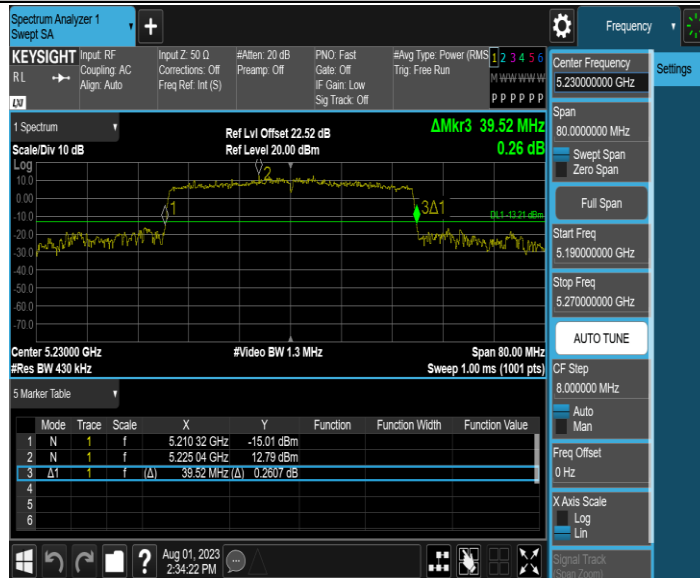 Spectrum Analyzer 1
Swept SA
+
Frequency
KEYSIGHT
Input: RF
Input Z: 50 Ω
#Atten: 20 dB
PNO: Fast
#Avg Type: Power (RMS
1 2 3 4 5 6
RL
Coupling: AC
Corrections: Off
Preamp: Off
Gate: Off
Trig: Free Run
M W W W W W
Align: Auto
Freq Ref: Int (S)
IF Gain: Low
Sig Track: Off
P P P P P P
LXI
1 Spectrum
Ref Lvl Offset 22.52 dB
ΔMkr3 39.52 MHz
Scale/Div 10 dB
Ref Level 20.00 dBm
0.26 dB
Log
10.0
0.00
-10.0
-20.0
-30.0
-40.0
-50.0
-60.0
-70.0
1
2
3Δ1
DL1 -13.21 dBm
Center 5.23000 GHz
#Video BW 1.3 MHz
Span 80.00 MHz
#Res BW 430 kHz
Sweep 1.00 ms (1001 pts)
5 Marker Table
Mode Trace Scale X Y Function Function Width Function Value
1 N 1 f 5.210 32 GHz -15.01 dBm
2 N 1 f 5.225 04 GHz 12.79 dBm
3 Δ1 1 f (Δ) 39.52 MHz (Δ) 0.2607 dB
4
5
6
?
Aug 01, 2023
2:34:22 PM
Center Frequency
5.230000000 GHz
Settings
Span
80.0000000 MHz
Swept Span
Zero Span
Full Span
Start Freq
5.190000000 GHz
Stop Freq
5.270000000 GHz
AUTO TUNE
CF Step
8.000000 MHz
Auto
Man
Freq Offset
0 Hz
X Axis Scale
Log
Lin
Signal Track
(Span Zoom)